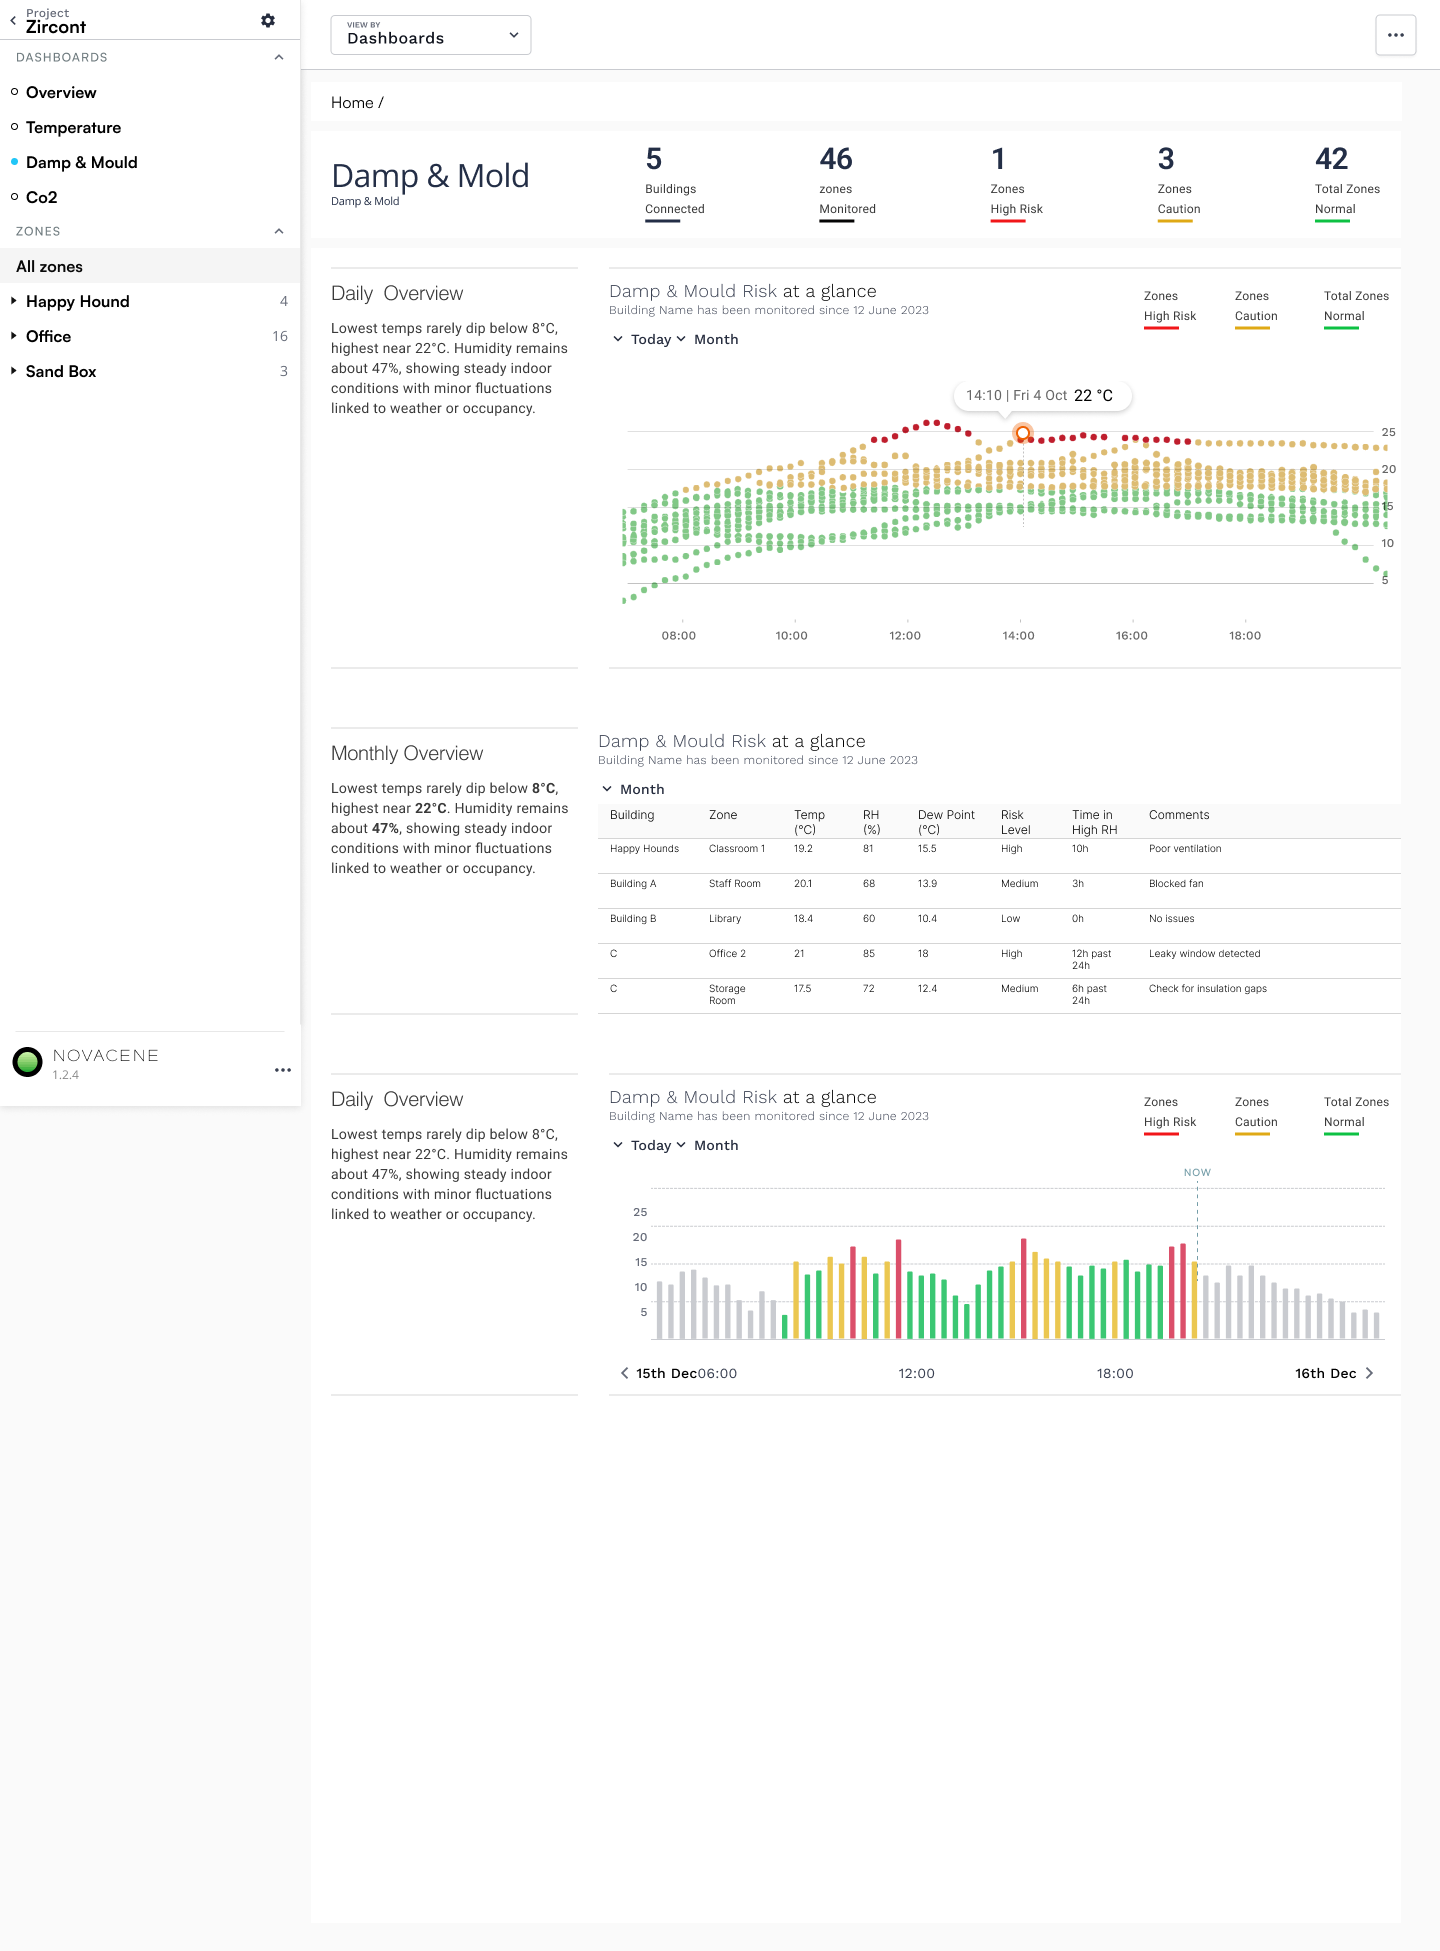 Project
Zircont
DASHBOARDS
Overview
Temperature
Damp & Mould
Co2
ZONES
All zones
Happy Hound 4
Office 16
Sand Box 3
NOVACENE
1.2.4
VIEW BY
Dashboards
Home /
Damp & Mold
Damp & Mold
5
Buildings
Connected
46
zones
Monitored
1
Zones
High Risk
3
Zones
Caution
42
Total Zones
Normal
Daily Overview
Lowest temps rarely dip below 8°C,
highest near 22°C. Humidity remains
about 47%, showing steady indoor
conditions with minor fluctuations
linked to weather or occupancy.
Damp & Mould Risk at a glance
Building Name has been monitored since 12 June 2023
Today Month
Zones
High Risk
Zones
Caution
Total Zones
Normal
14:10 | Fri 4 Oct 22 °C
25
20
15
10
5
08:00 10:00 12:00 14:00 16:00 18:00
Monthly Overview
Lowest temps rarely dip below 8°C,
highest near 22°C. Humidity remains
about 47%, showing steady indoor
conditions with minor fluctuations
linked to weather or occupancy.
Damp & Mould Risk at a glance
Building Name has been monitored since 12 June 2023
Month
Building Zone Temp (°C) RH (%) Dew Point (°C) Risk Level Time in High RH Comments
Happy Hounds Classroom 1 19.2 81 15.5 High 10h Poor ventilation
Building A Staff Room 20.1 68 13.9 Medium 3h Blocked fan
Building B Library 18.4 60 10.4 Low 0h No issues
C Office 2 21 85 18 High 12h past 24h Leaky window detected
C Storage Room 17.5 72 12.4 Medium 6h past 24h Check for insulation gaps
Daily Overview
Lowest temps rarely dip below 8°C,
highest near 22°C. Humidity remains
about 47%, showing steady indoor
conditions with minor fluctuations
linked to weather or occupancy.
Damp & Mould Risk at a glance
Building Name has been monitored since 12 June 2023
Today Month
Zones
High Risk
Zones
Caution
Total Zones
Normal
NOW
25
20
15
10
5
15th Dec 06:00 12:00 18:00 16th Dec